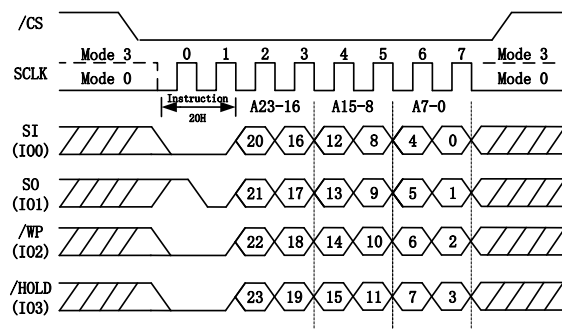 /CS
Mode 3 0 1 2 3 4 5 6 7 Mode 3
SCLK
Mode 0 Mode 0
Instruction A23-16 A15-8 A7-0
20H
SI
(IO0) 20 16 12 8 4 0
SO
(IO1) 21 17 13 9 5 1
/WP
(IO2) 22 18 14 10 6 2
/HOLD
(IO3) 23 19 15 11 7 3